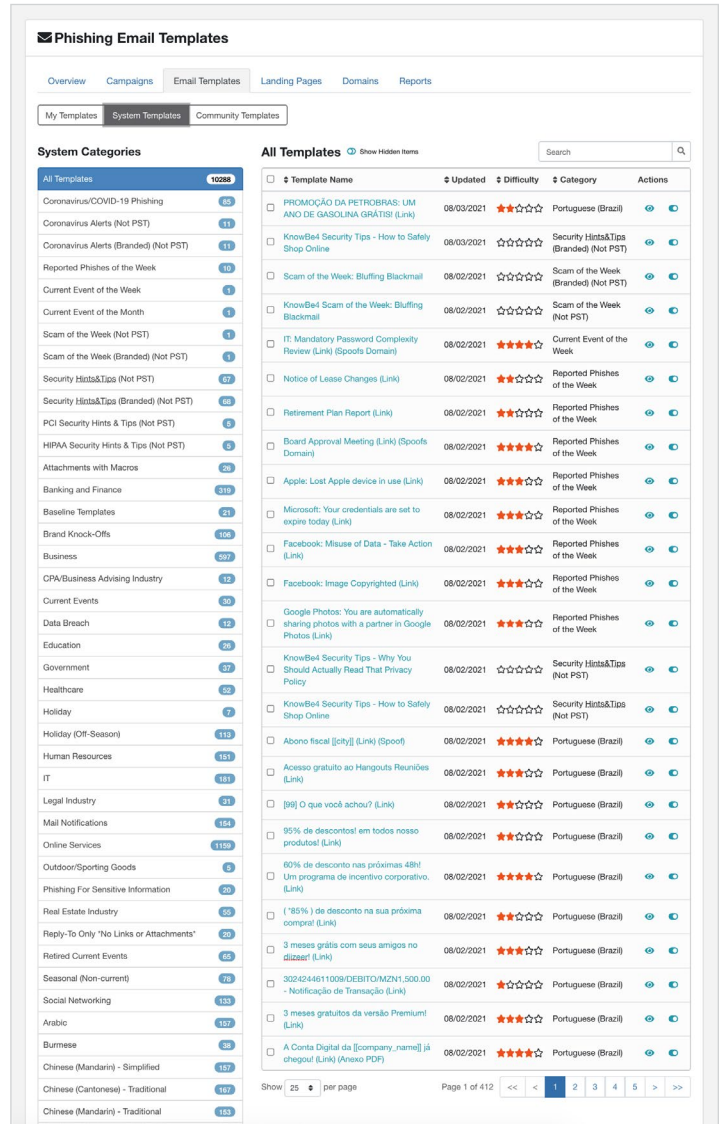 Phishing Email Templates
Overview Campaigns Email Templates Landing Pages Domains Reports
My Templates System Templates Community Templates
System Categories
All Templates 10288
Coronavirus/COVID-19 Phishing 85
Coronavirus Alerts (Not PST) 11
Coronavirus Alerts (Branded) (Not PST) 11
Reported Phishes of the Week 10
Current Event of the Week 1
Current Event of the Month 1
Scam of the Week (Not PST) 1
Scam of the Week (Branded) (Not PST) 1
Security Hints&Tips (Not PST) 67
Security Hints&Tips (Branded) (Not PST) 68
PCI Security Hints & Tips (Not PST) 5
HIPAA Security Hints & Tips (Not PST) 5
Attachments with Macros 26
Banking and Finance 319
Baseline Templates 21
Brand Knock-Offs 106
Business 597
CPA/Business Advising Industry 12
Current Events 30
Data Breach 12
Education 26
Government 37
Healthcare 52
Holiday 7
Holiday (Off-Season) 113
Human Resources 151
IT 181
Legal Industry 31
Mail Notifications 154
Online Services 1159
Outdoor/Sporting Goods 5
Phishing For Sensitive Information 20
Real Estate Industry 55
Reply-To Only *No Links or Attachments* 20
Retired Current Events 65
Seasonal (Non-current) 78
Social Networking 133
Arabic 157
Burmese 38
Chinese (Mandarin) - Simplified 187
Chinese (Cantonese) - Traditional 167
Chinese (Mandarin) - Traditional 183
All Templates Show Hidden Items Search
Template Name Updated Difficulty Category Actions
PROMOÇÃO DA PETROBRAS: UM
ANO DE GASOLINA GRÁTIS! (Link) 08/03/2021 Portuguese (Brazil)
KnowBe4 Security Tips - How to Safely
Shop Online 08/03/2021 Security Hints&Tips
(Branded) (Not PST)
Scam of the Week: Bluffing Blackmail 08/02/2021 Scam of the Week
(Branded) (Not PST)
KnowBe4 Scam of the Week: Bluffing
Blackmail 08/02/2021 Scam of the Week
(Not PST)
IT: Mandatory Password Complexity
Review (Link) (Spoofs Domain) 08/02/2021 Current Event of the
Week
Notice of Lease Changes (Link) 08/02/2021 Reported Phishes
of the Week
Retirement Plan Report (Link) 08/02/2021 Reported Phishes
of the Week
Board Approval Meeting (Link) (Spoofs
Domain) 08/02/2021 Reported Phishes
of the Week
Apple: Lost Apple device in use (Link) 08/02/2021 Reported Phishes
of the Week
Microsoft: Your credentials are set to
expire today (Link) 08/02/2021 Reported Phishes
of the Week
Facebook: Misuse of Data - Take Action
(Link) 08/02/2021 Reported Phishes
of the Week
Facebook: Image Copyrighted (Link) 08/02/2021 Reported Phishes
of the Week
Google Photos: You are automatically
sharing photos with a partner in Google
Photos (Link) 08/02/2021 Reported Phishes
of the Week
KnowBe4 Security Tips - Why You
Should Actually Read That Privacy
Policy 08/02/2021 Security Hints&Tips
(Not PST)
KnowBe4 Security Tips - How to Safely
Shop Online 08/02/2021 Security Hints&Tips
(Not PST)
Abono fiscal [[city]] (Link) (Spoof) 08/02/2021 Portuguese (Brazil)
Acesso gratuito ao Hangouts Reuniões
(Link) 08/02/2021 Portuguese (Brazil)
[99] O que você achou? (Link) 08/02/2021 Portuguese (Brazil)
95% de descontos! em todos nosso
produtos! (Link) 08/02/2021 Portuguese (Brazil)
60% de desconto nas próximas 48h!
Um programa de incentivo corporativo.
(Link) 08/02/2021 Portuguese (Brazil)
( *85% ) de desconto na sua próxima
compra! (Link) 08/02/2021 Portuguese (Brazil)
3 meses grátis com seus amigos no
diizeer! (Link) 08/02/2021 Portuguese (Brazil)
3024244611009/DEBITO/MZN1,500.00
- Notificação de Transação (Link) 08/02/2021 Portuguese (Brazil)
3 meses gratuitos da versão Premium!
(Link) 08/02/2021 Portuguese (Brazil)
A Conta Digital da [[company_name]] já
chegou! (Link) (Anexo PDF) 08/02/2021 Portuguese (Brazil)
Show 25 per page Page 1 of 412 << < 1 2 3 4 5 > >>